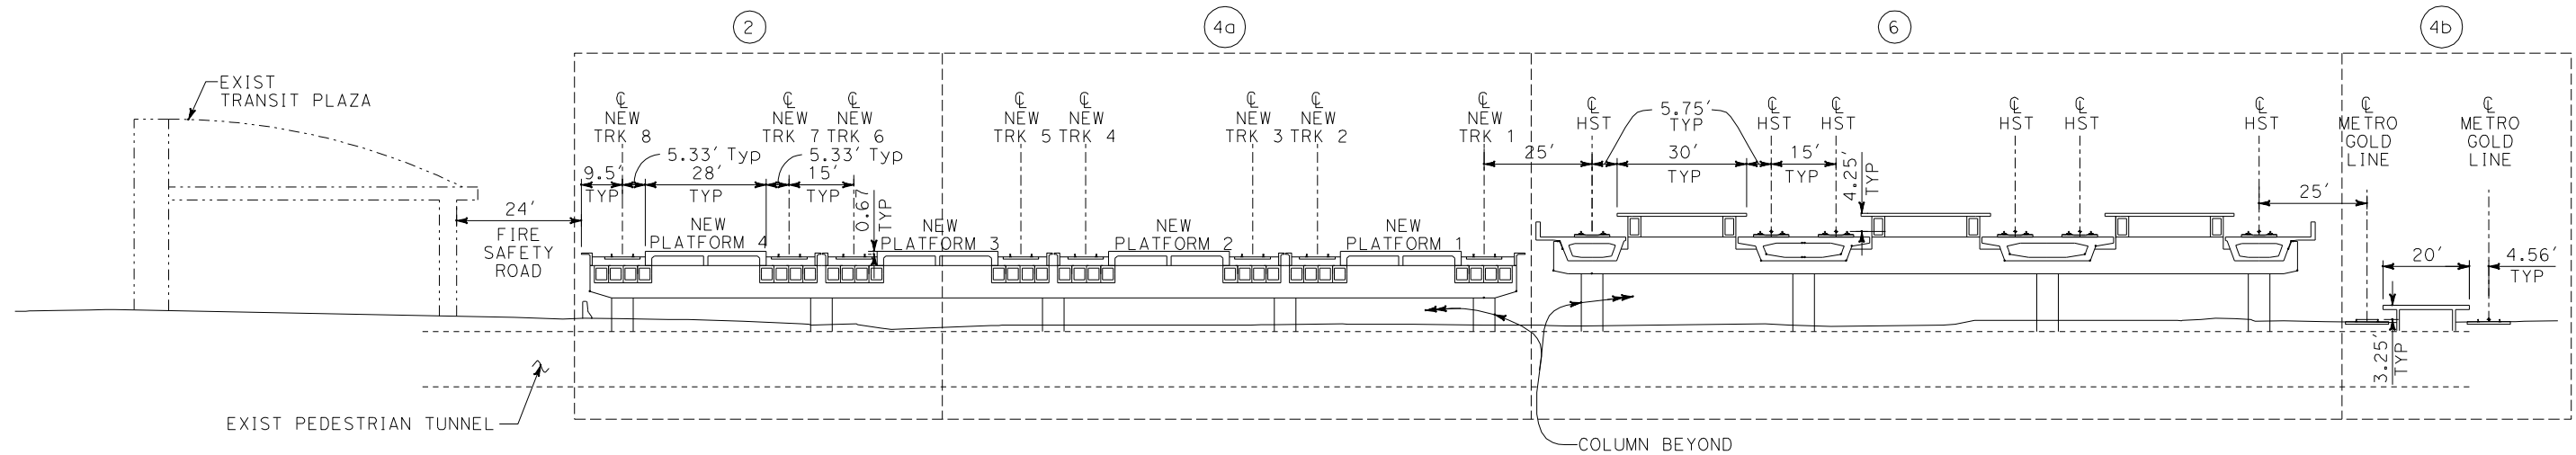 2
4a
6
4b
EXIST
TRANSIT PLAZA
℄
NEW
TRK 8
℄
NEW
TRK 7
℄
NEW
TRK 6
℄
NEW
TRK 5
℄
NEW
TRK 4
℄
NEW
TRK 3
℄
NEW
TRK 2
℄
NEW
TRK 1
℄
HST
5.75'
TYP
℄
HST
℄
HST
℄
HST
℄
HST
℄
HST
℄
METRO
GOLD
LINE
℄
METRO
GOLD
LINE
9.5'
TYP
5.33' Typ
28'
TYP
5.33' Typ
15'
TYP
0.67
TYP
25'
30'
TYP
15'
TYP
4.25'
TYP
25'
24'
FIRE
SAFETY
ROAD
NEW
PLATFORM 4
NEW
PLATFORM 3
NEW
PLATFORM 2
NEW
PLATFORM 1
20'
4.56'
TYP
3.25'
TYP
EXIST PEDESTRIAN TUNNEL
COLUMN BEYOND